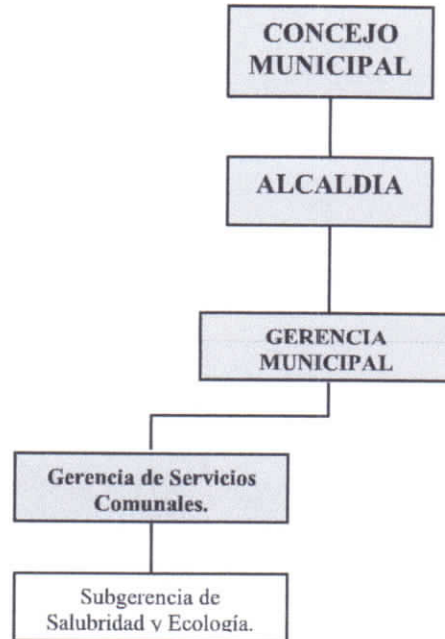 CONCEJO
MUNICIPAL
ALCALDIA
GERENCIA
MUNICIPAL
Gerencia de Servicios
Comunales.
Subgerencia de
Salubridad y Ecología.